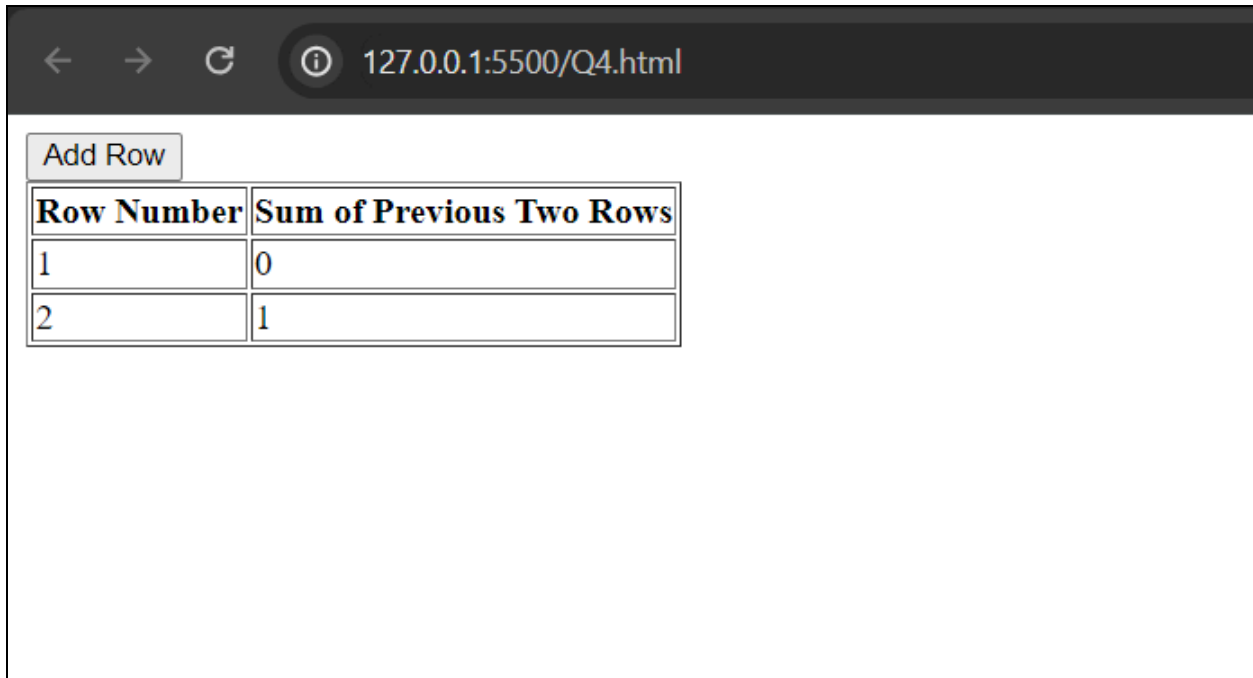 127.0.0.1:5500/Q4.html
Add Row
Row Number Sum of Previous Two Rows
1 0
2 1